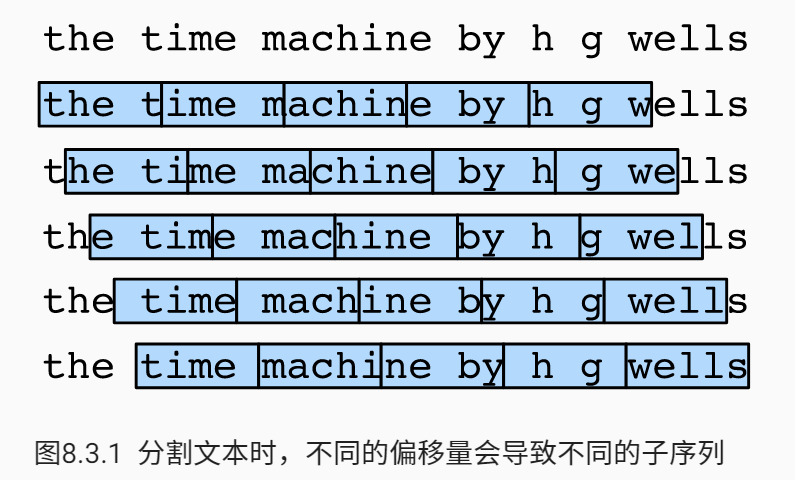 the time machine by h g wells
the time machine by h g wells
the time machine by h g wells
the time machine by h g wells
the time machine by h g wells
the time machine by h g wells
图8.3.1 分割文本时，不同的偏移量会导致不同的子序列